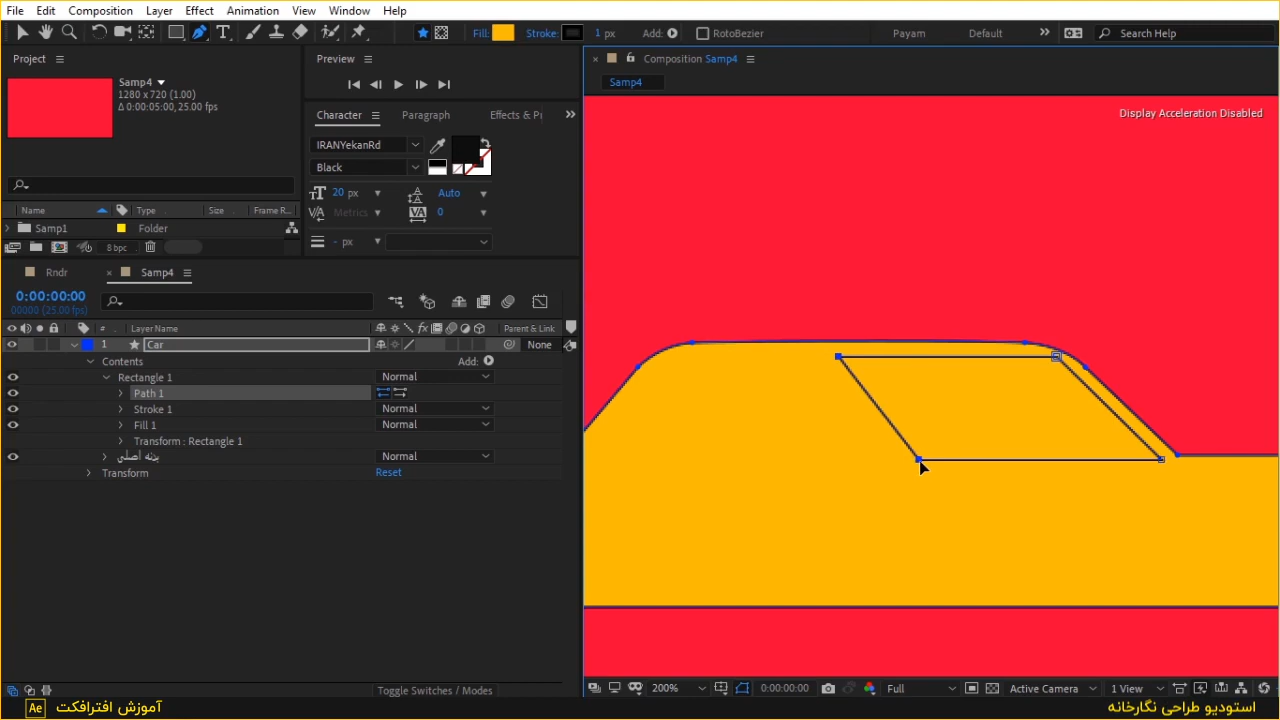 File Edit Composition Layer Effect Animation View Window Help
Fill: Stroke: 1 px Add: RotoBezier Payam Default » Search Help
Project
Samp4
1280 x 720 (1.00)
Δ 0:00:05:00, 25.00 fps
Name Type Size Frame R...
Samp1 Folder
8 bpc
Preview
Character Paragraph Effects & Pr »
IRANYekanRd
Black
20 px Auto
Metrics 0
- px
× Composition Samp4
Samp4
Display Acceleration Disabled
Rndr × Samp4
0:00:00:00
00000 (25.00 fps)
# . Layer Name Parent & Link
1 Car None
Contents Add:
Rectangle 1 Normal
Path 1
Stroke 1 Normal
Fill 1 Normal
Transform : Rectangle 1
بدنه اصلی Normal
Transform Reset
Toggle Switches / Modes
200% 0:00:00:00 Full Active Camera 1 View
Ae آموزش افترافکت
استودیو طراحی نگارخانه